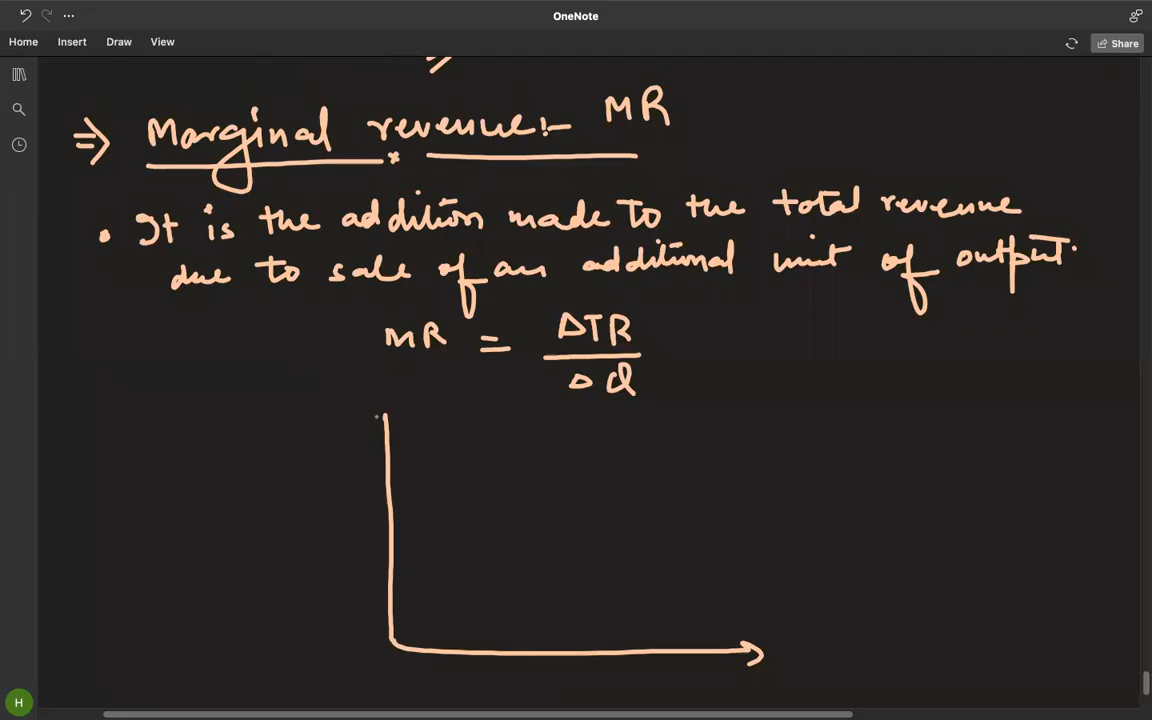 OneNote
Home Insert Draw View
Share
⇒ Marginal revenue:- MR
• It is the addition made to the total revenue
due to sale of an additional unit of output.
MR = ΔTR
ΔQ
H